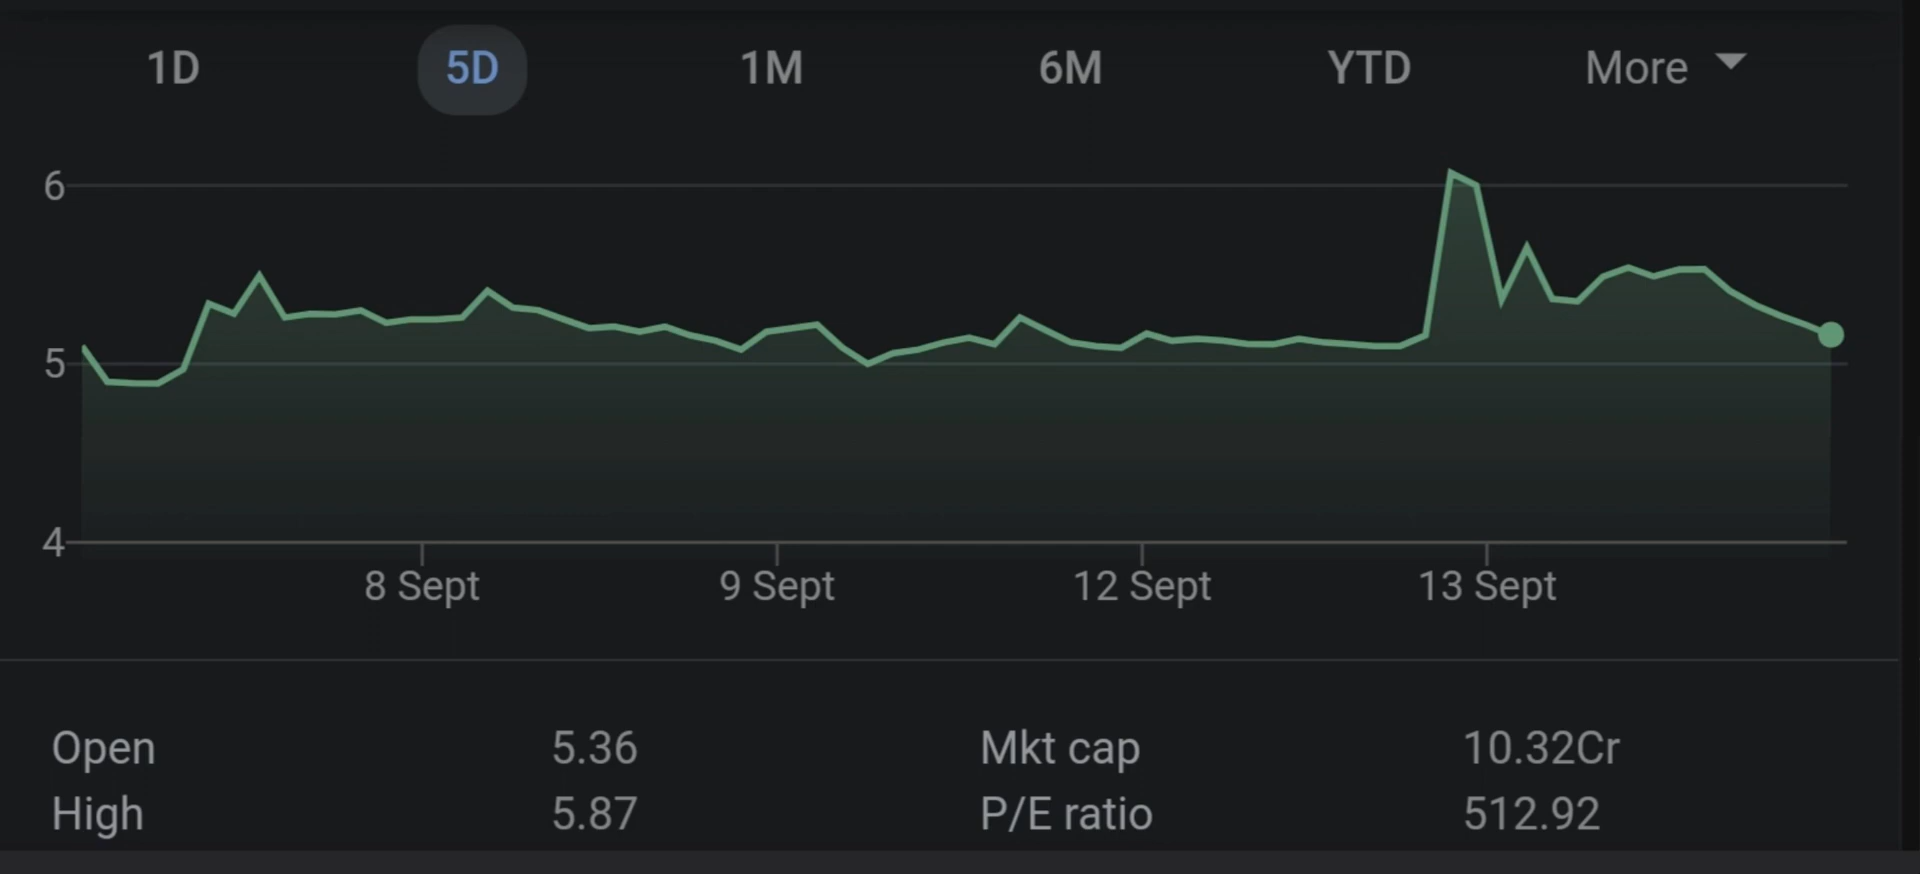 1D 5D 1M 6M YTD More
6
5
4
8 Sept 9 Sept 12 Sept 13 Sept
Open 5.36 Mkt cap 10.32Cr
High 5.87 P/E ratio 512.92